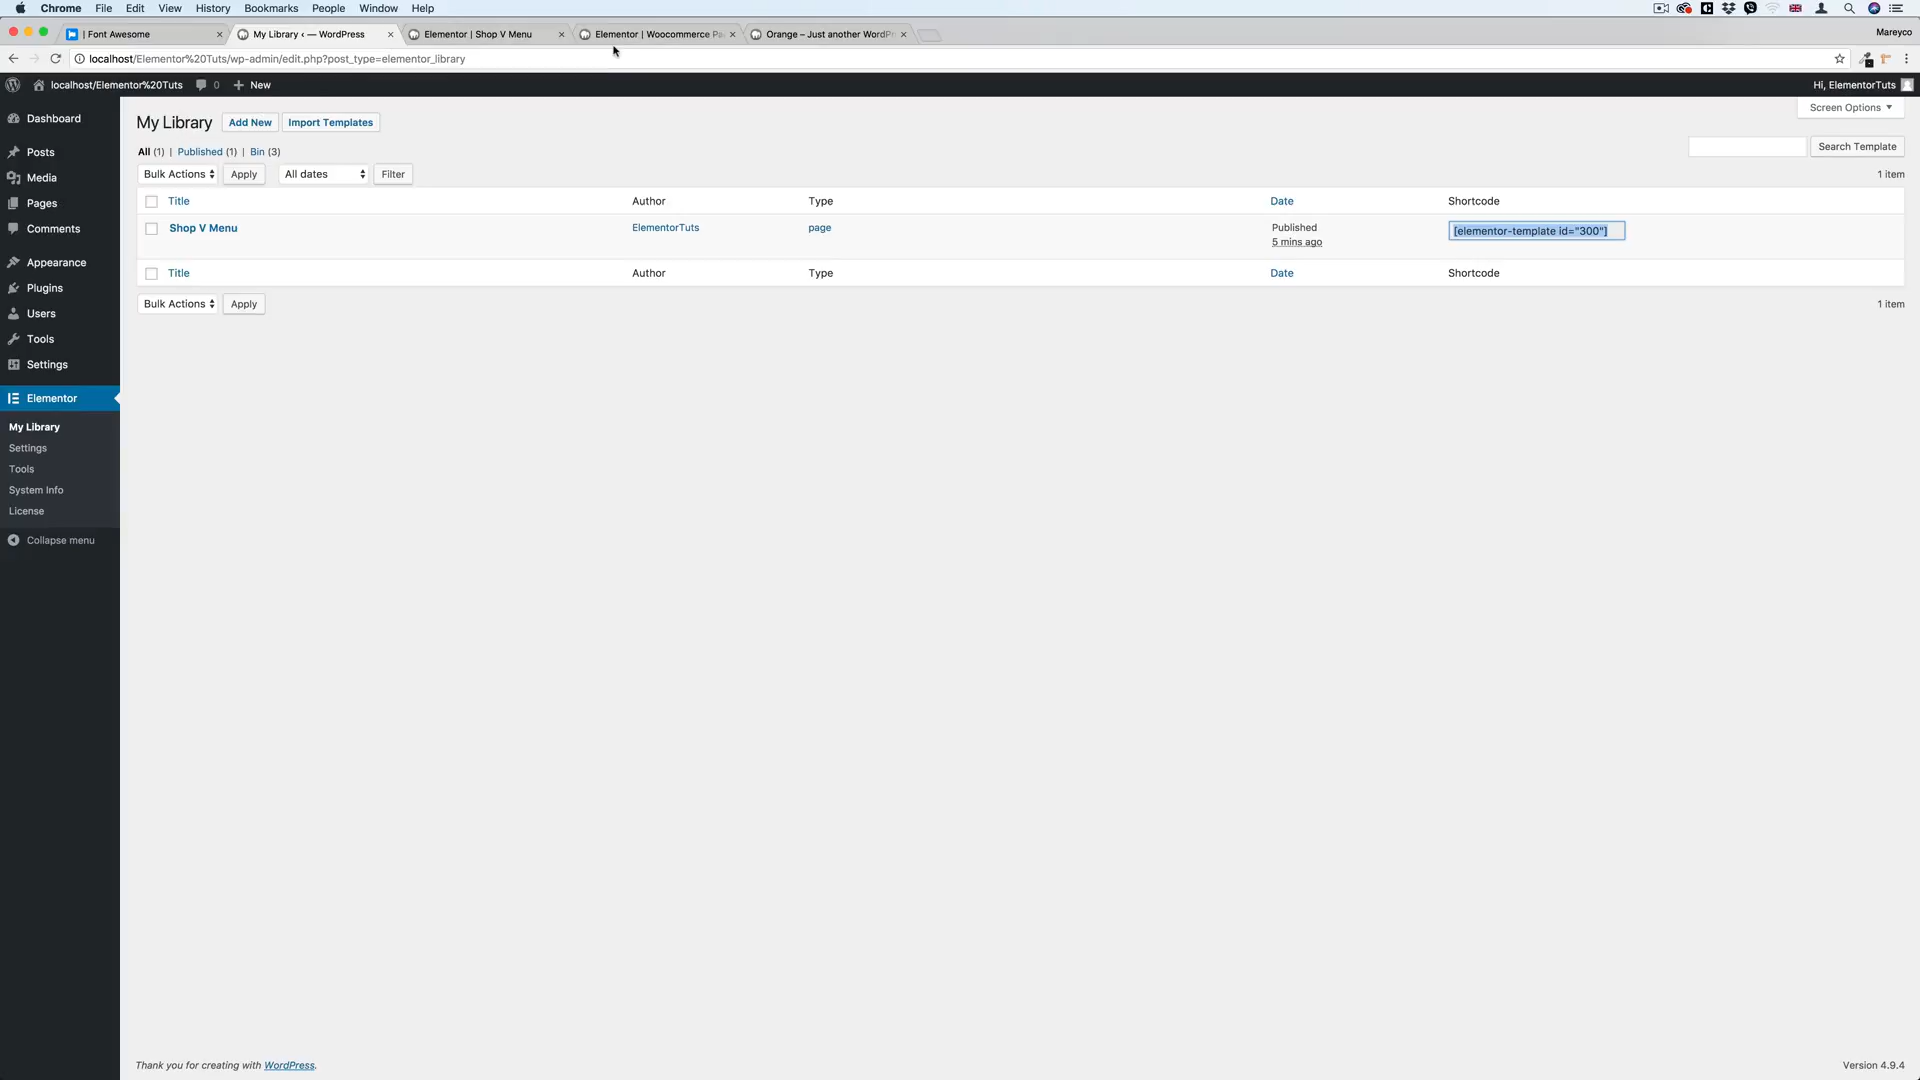 Chrome File Edit View History Bookmarks People Window Help
| Font Awesome
My Library ‹ — WordPress
Elementor | Shop V Menu
Elementor | Woocommerce Pa
Orange – Just another WordPr
Mareyco
localhost/Elementor%20Tuts/wp-admin/edit.php?post_type=elementor_library
localhost/Elementor%20Tuts 0 New
Hi, ElementorTuts
Dashboard
Posts
Media
Pages
Comments
Appearance
Plugins
Users
Tools
Settings
Elementor
My Library
Settings
Tools
System Info
License
Collapse menu
My Library Add New Import Templates
Screen Options
All (1) | Published (1) | Bin (3)
Search Template
Bulk Actions Apply All dates Filter
1 item
Title Author Type Date Shortcode
Shop V Menu ElementorTuts page Published [elementor-template id="300"]
5 mins ago
Title Author Type Date Shortcode
Bulk Actions Apply
1 item
Thank you for creating with WordPress.
Version 4.9.4